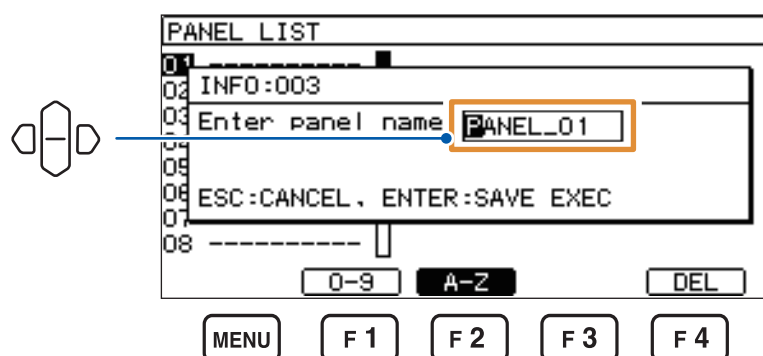 PANEL LIST
01 ----------
02
INFO:003
03
Enter panel name PANEL_01
05
06
ESC:CANCEL, ENTER:SAVE EXEC
07
08 ----------
0-9 A-Z DEL
MENU F1 F2 F3 F4